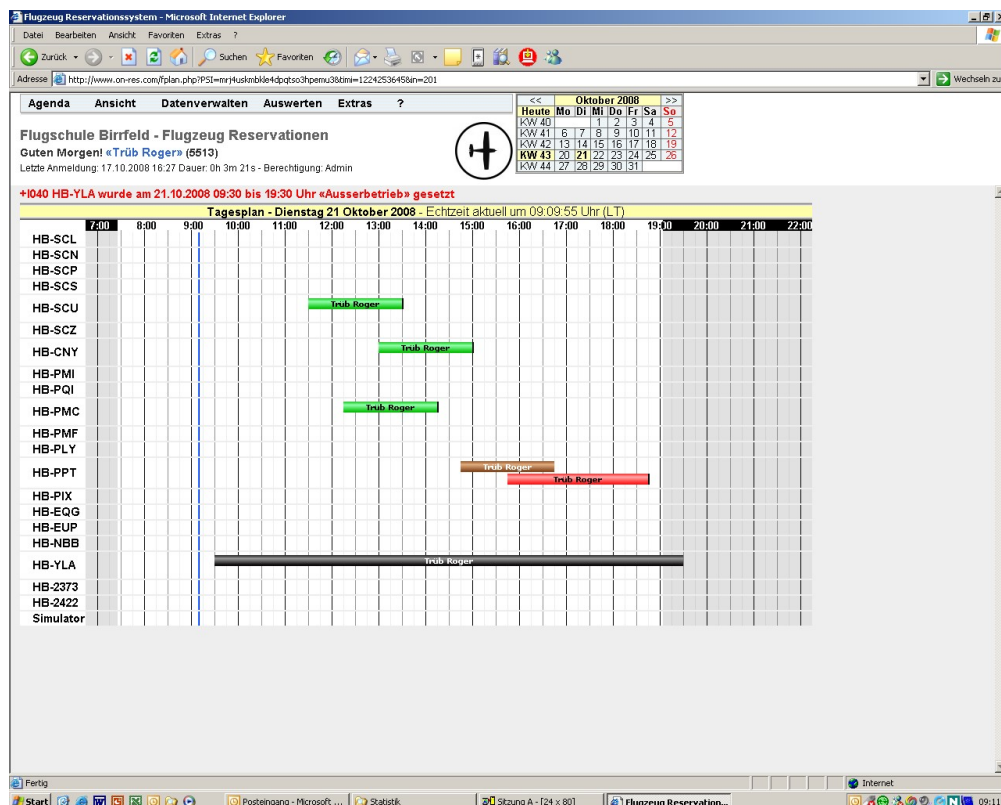 Flugzeug Reservationssystem - Microsoft Internet Explorer
Datei Bearbeiten Ansicht Favoriten Extras ?
Zurück Suchen Favoriten
Adresse http://www.on-res.com/fplan.php?PSI=mrj4uskmbkle4dpqtso3hpemu3&timi=1224253645&in=201 Wechseln zu
Agenda Ansicht Datenverwalten Auswerten Extras ?
<< Oktober 2008 >>
Heute Mo Di Mi Do Fr Sa So
KW 40 1 2 3 4 5
KW 41 6 7 8 9 10 11 12
KW 42 13 14 15 16 17 18 19
KW 43 20 21 22 23 24 25 26
KW 44 27 28 29 30 31
Flugschule Birrfeld - Flugzeug Reservationen
Guten Morgen! «Trüb Roger» (5513)
Letzte Anmeldung: 17.10.2008 16:27 Dauer: 0h 3m 21s - Berechtigung: Admin
+I040 HB-YLA wurde am 21.10.2008 09:30 bis 19:30 Uhr «Ausserbetrieb» gesetzt
Tagesplan - Dienstag 21 Oktober 2008 - Echtzeit aktuell um 09:09:55 Uhr (LT)
7:00 8:00 9:00 10:00 11:00 12:00 13:00 14:00 15:00 16:00 17:00 18:00 19:00 20:00 21:00 22:00
HB-SCL
HB-SCN
HB-SCP
HB-SCS
HB-SCU Trüb Roger
HB-SCZ
HB-CNY Trüb Roger
HB-PMI
HB-PQI
HB-PMC Trüb Roger
HB-PMF
HB-PLY
HB-PPT Trüb Roger
Trüb Roger
HB-PIX
HB-EQG
HB-EUP
HB-NBB
HB-YLA Trüb Roger
HB-2373
HB-2422
Simulator
Fertig Internet
Start Posteingang - Microsoft ... Statistik Sitzung A - [24 x 80] Flugzeug Reservation... 09:11